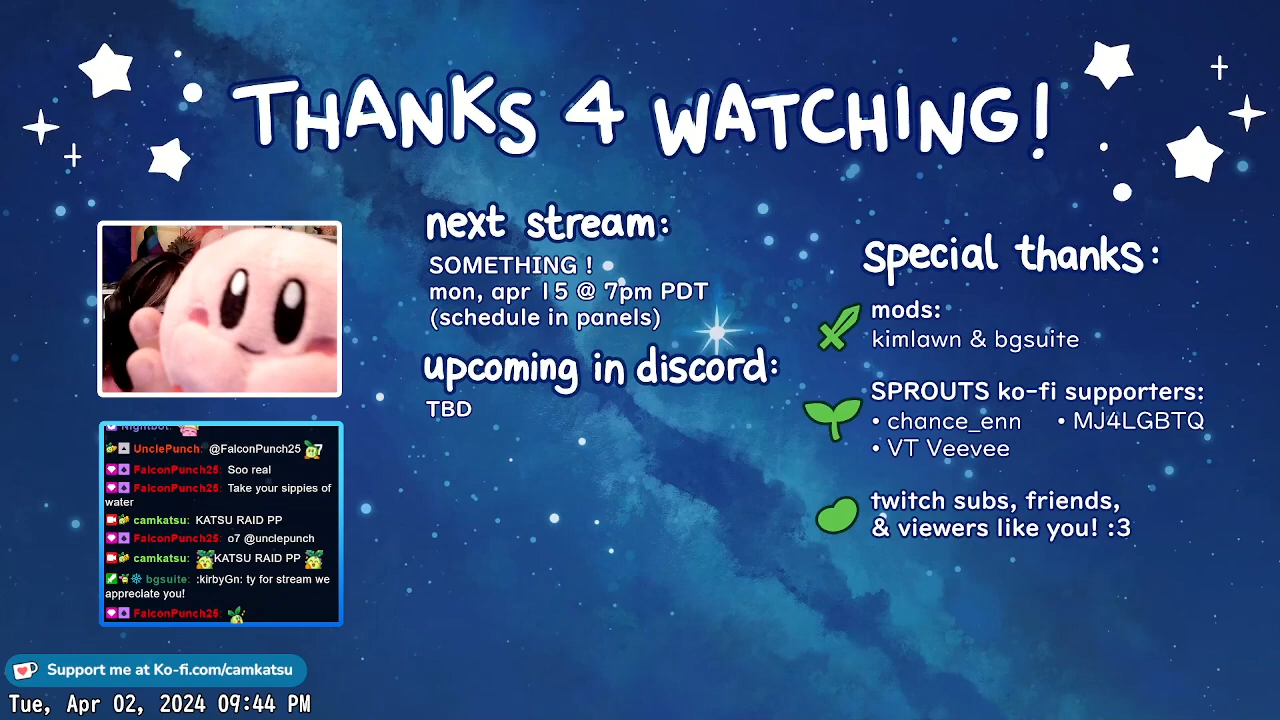 THANKS 4 WATCHING!
next stream:
SOMETHING !
mon, apr 15 @ 7pm PDT
(schedule in panels)
upcoming in discord:
TBD
special thanks:
mods:
kimlawn & bgsuite
SPROUTS ko-fi supporters:
• chance_enn • MJ4LGBTQ
• VT Veevee
twitch subs, friends,
& viewers like you! :3
Nightbot:
UnclePunch: @FalconPunch25
FalconPunch25: Soo real
FalconPunch25: Take your sippies of
water
camkatsu: KATSU RAID PP
FalconPunch25: o7 @unclepunch
camkatsu: KATSU RAID PP
bgsuite: :kirbyGn: ty for stream we
appreciate you!
FalconPunch25:
Support me at Ko-fi.com/camkatsu
Tue, Apr 02, 2024 09:44 PM